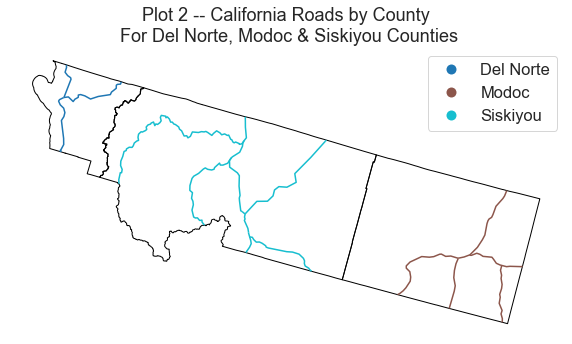 Plot 2 -- California Roads by County
For Del Norte, Modoc & Siskiyou Counties
Del Norte
Modoc
Siskiyou